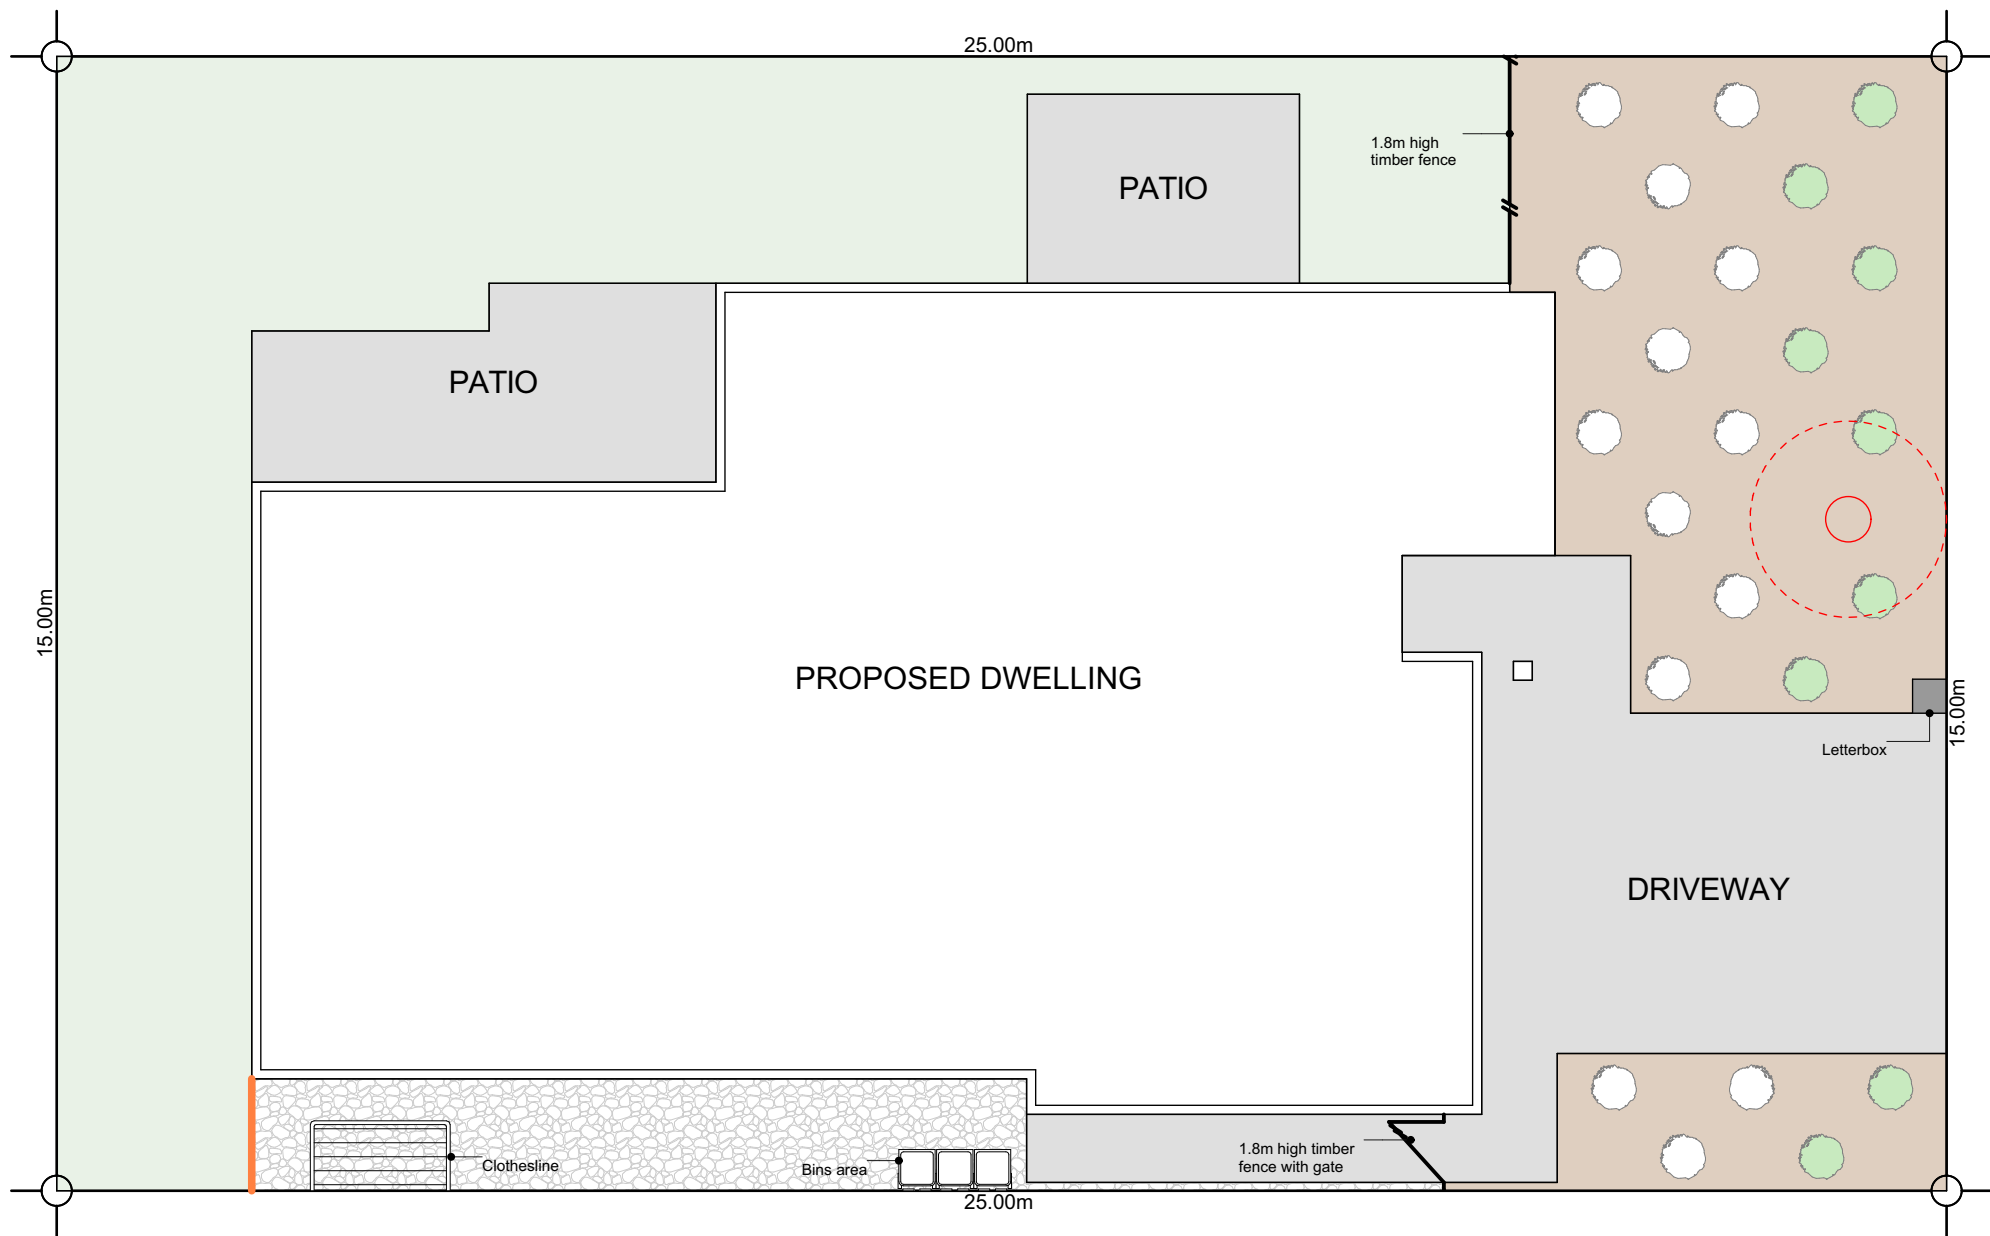 25.00m
1.8m high
timber fence
PATIO
PATIO
15.00m
PROPOSED DWELLING
15.00m
Letterbox
DRIVEWAY
1.8m high timber
fence with gate
Clothesline
Bins area
25.00m